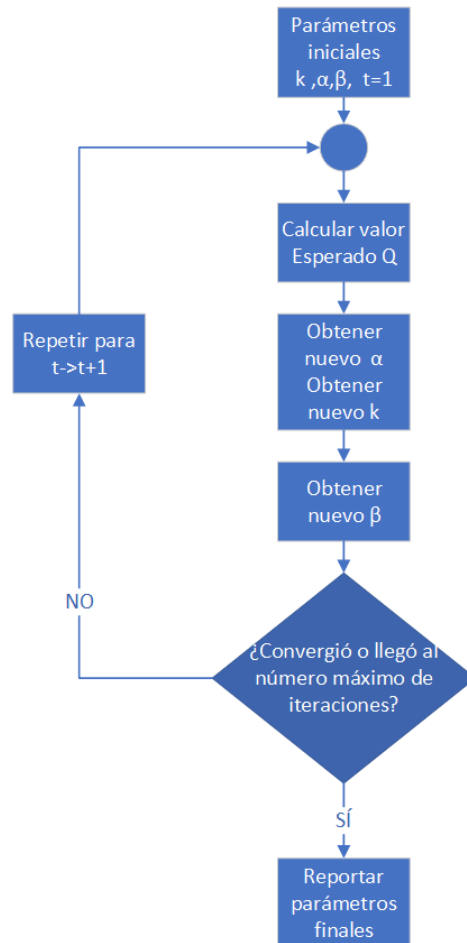 Parámetros
iniciales
k ,α,β,  t=1
Calcular valor
Esperado Q
Obtener
nuevo  α
Obtener
nuevo k
Obtener
nuevo β
¿Convergió o llegó al
número máximo de
iteraciones?
NO
Repetir para
t->t+1
SÍ
Reportar
parámetros
finales